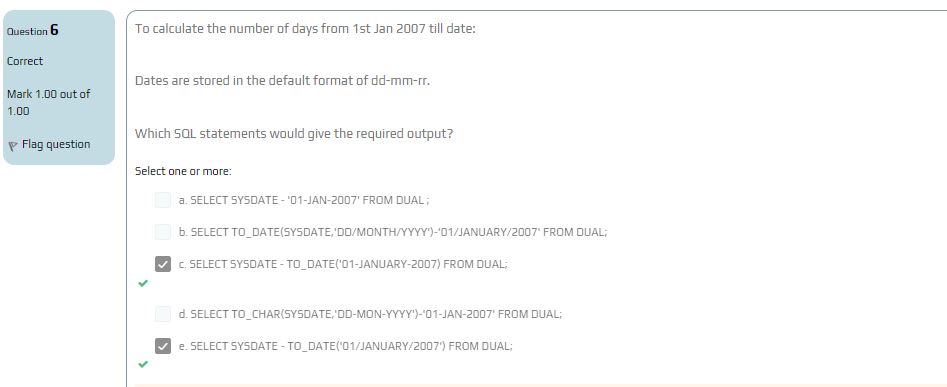 Question 6
Correct
Mark 1.00 out of
1.00
Flag question
To calculate the number of days from 1st Jan 2007 till date:
Dates are stored in the default format of dd-mm-rr.
Which SQL statements would give the required output?
Select one or more:
a. SELECT SYSDATE - '01-JAN-2007' FROM DUAL ;
b. SELECT TO_DATE(SYSDATE,'DD/MONTH/YYYY')-'01/JANUARY/2007' FROM DUAL;
c. SELECT SYSDATE - TO_DATE('01-JANUARY-2007) FROM DUAL;
d. SELECT TO_CHAR(SYSDATE,'DD-MON-YYYY')-'01-JAN-2007' FROM DUAL;
e. SELECT SYSDATE - TO_DATE('01/JANUARY/2007') FROM DUAL;